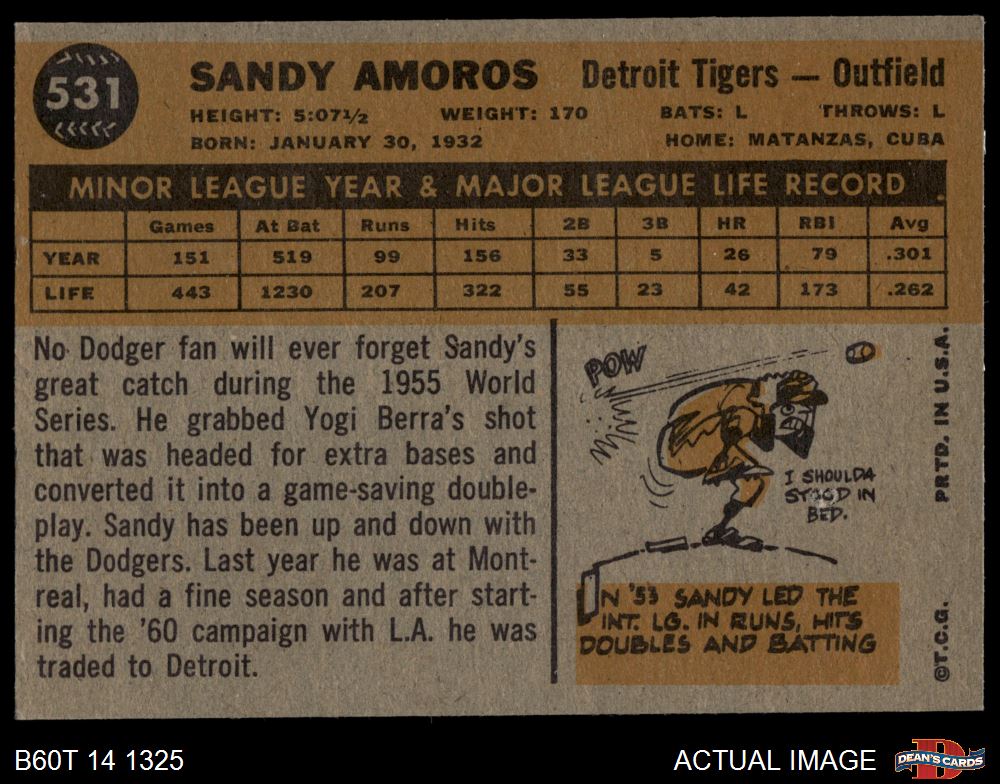 531
SANDY AMOROS Detroit Tigers — Outfield
HEIGHT: 5:07½ WEIGHT: 170 BATS: L THROWS: L
BORN: JANUARY 30, 1932 HOME: MATANZAS, CUBA
MINOR LEAGUE YEAR & MAJOR LEAGUE LIFE RECORD
Games At Bat Runs Hits 2B 3B HR RBI Avg
YEAR 151 519 99 156 33 5 26 79 .301
LIFE 443 1230 207 322 55 23 42 173 .262
No Dodger fan will ever forget Sandy's
great catch during the 1955 World
Series. He grabbed Yogi Berra's shot
that was headed for extra bases and
converted it into a game-saving double-
play. Sandy has been up and down with
the Dodgers. Last year he was at Mont-
real, had a fine season and after start-
ing the '60 campaign with L.A. he was
traded to Detroit.
POW
I SHOULDA
STOOD IN
BED.
IN '53 SANDY LED THE
INT. LG. IN RUNS, HITS
DOUBLES AND BATTING
©T.C.G. PRTD. IN U.S.A.
B60T 14 1325 ACTUAL IMAGE DEAN'S CARDS